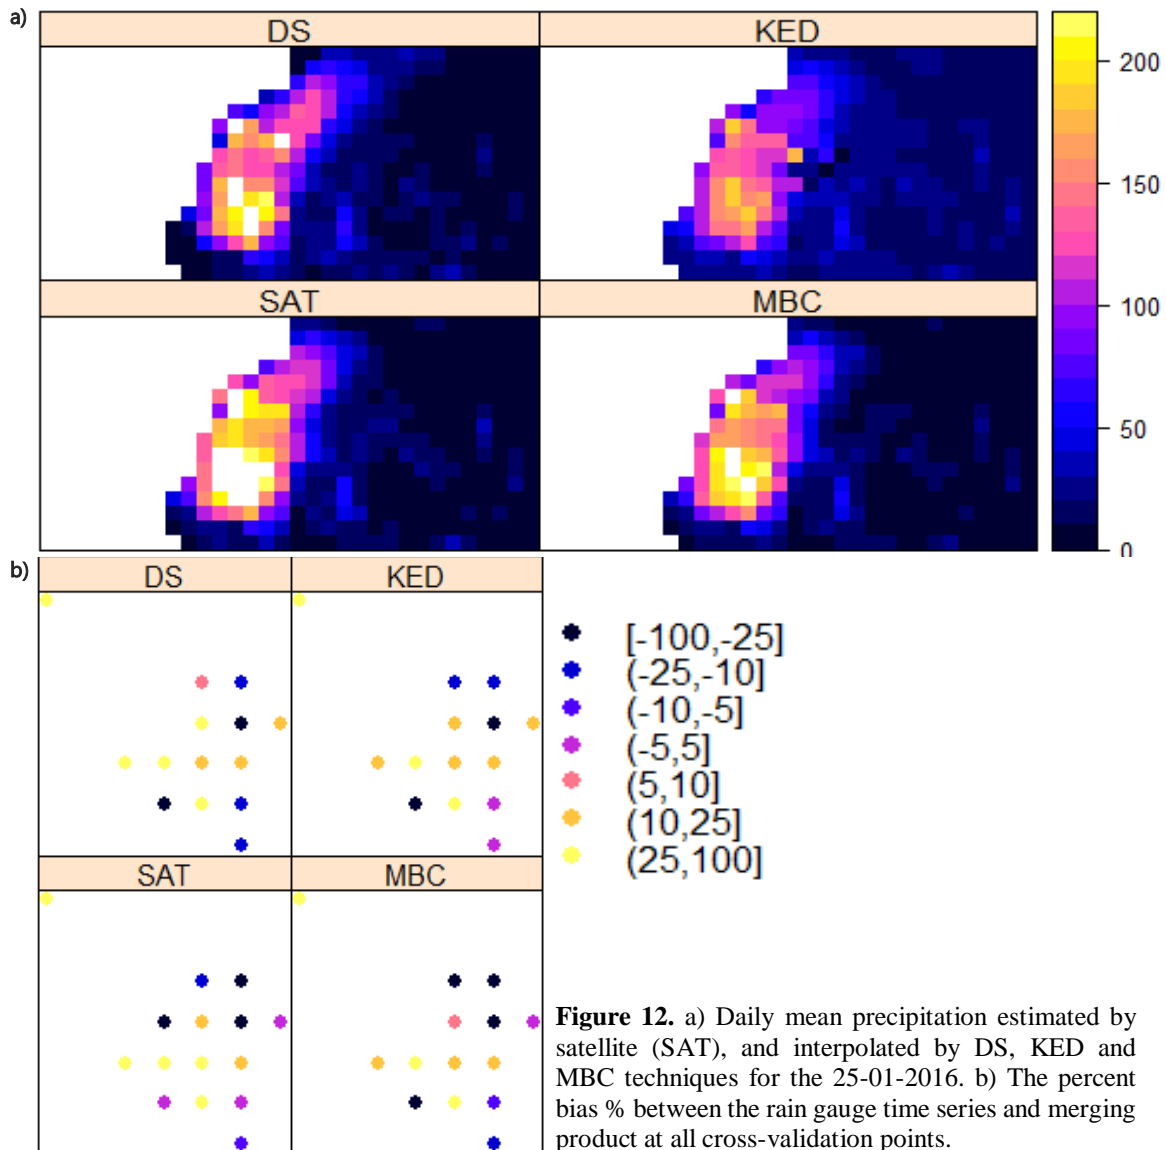 a)
DS
KED
200
150
SAT
MBC
100
50
0
b)
DS
KED
[-100,-25]
(-25,-10]
(-10,-5]
(-5,5]
(5,10]
(10,25]
(25,100]
SAT
MBC
Figure 12. a) Daily mean precipitation estimated by
satellite (SAT), and interpolated by DS, KED and
MBC techniques for the 25-01-2016. b) The percent
bias % between the rain gauge time series and merging
product at all cross-validation points.